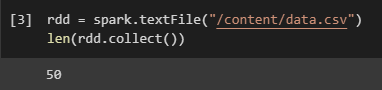 [3] rdd = spark.textFile("/content/data.csv")
len(rdd.collect())
50